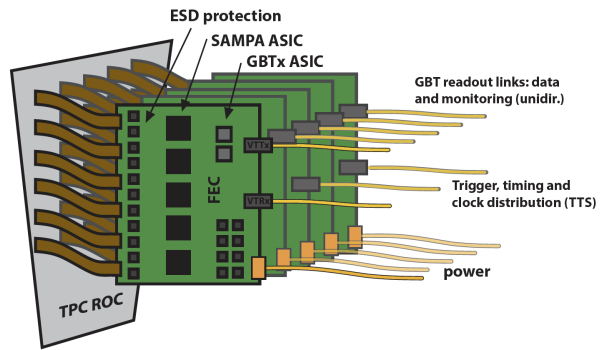 ESD protection
SAMPA ASIC
GBTx ASIC
GBT readout links: data
and monitoring (unidir.)
VTTx
FEC
VTRx
Trigger, timing and
clock distribution (TTS)
power
TPC ROC